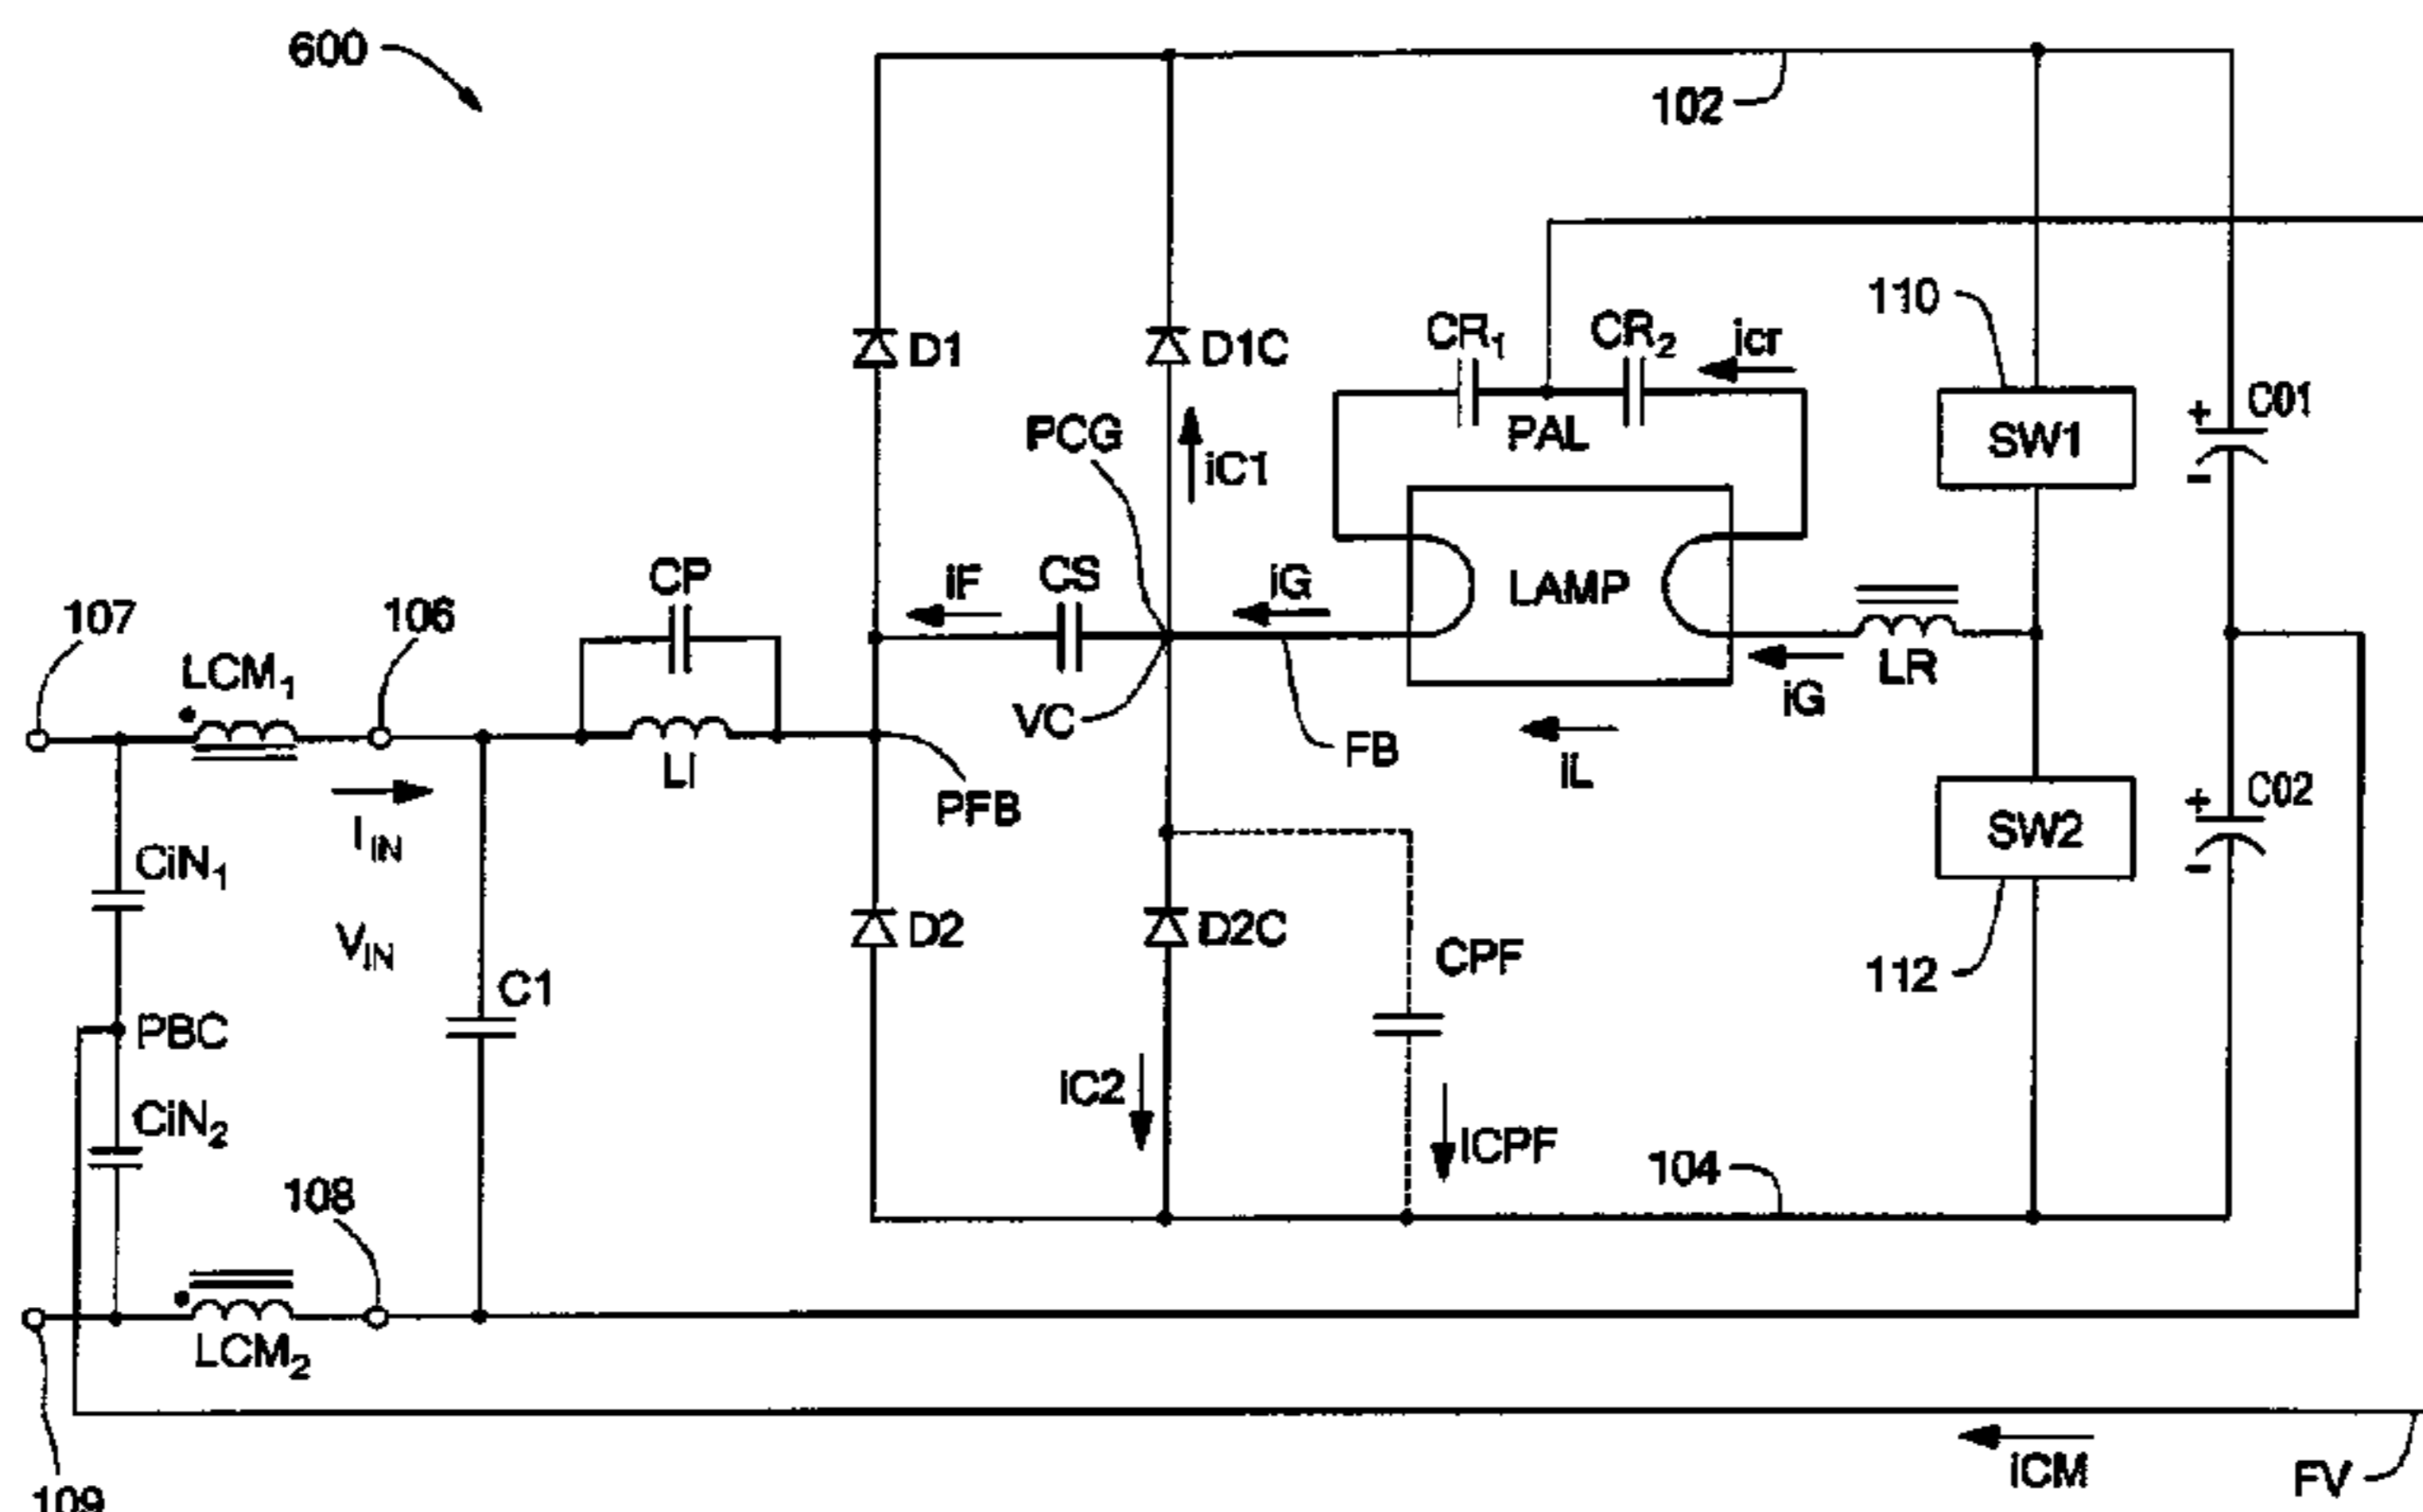 600
102
110
CR1
CR2
icr
C01
+
-
D1
D1C
PCG
iC1
PAL
SW1
CP
iF
CS
iG
LAMP
107
106
LCM1
LI
VC
FB
iG
LR
iL
PFB
IIN
CiN1
VIN
D2
D2C
CPF
SW2
112
C02
+
-
C1
PBC
CiN2
iC2
ICPF
104
108
LCM2
109
iCM
FV